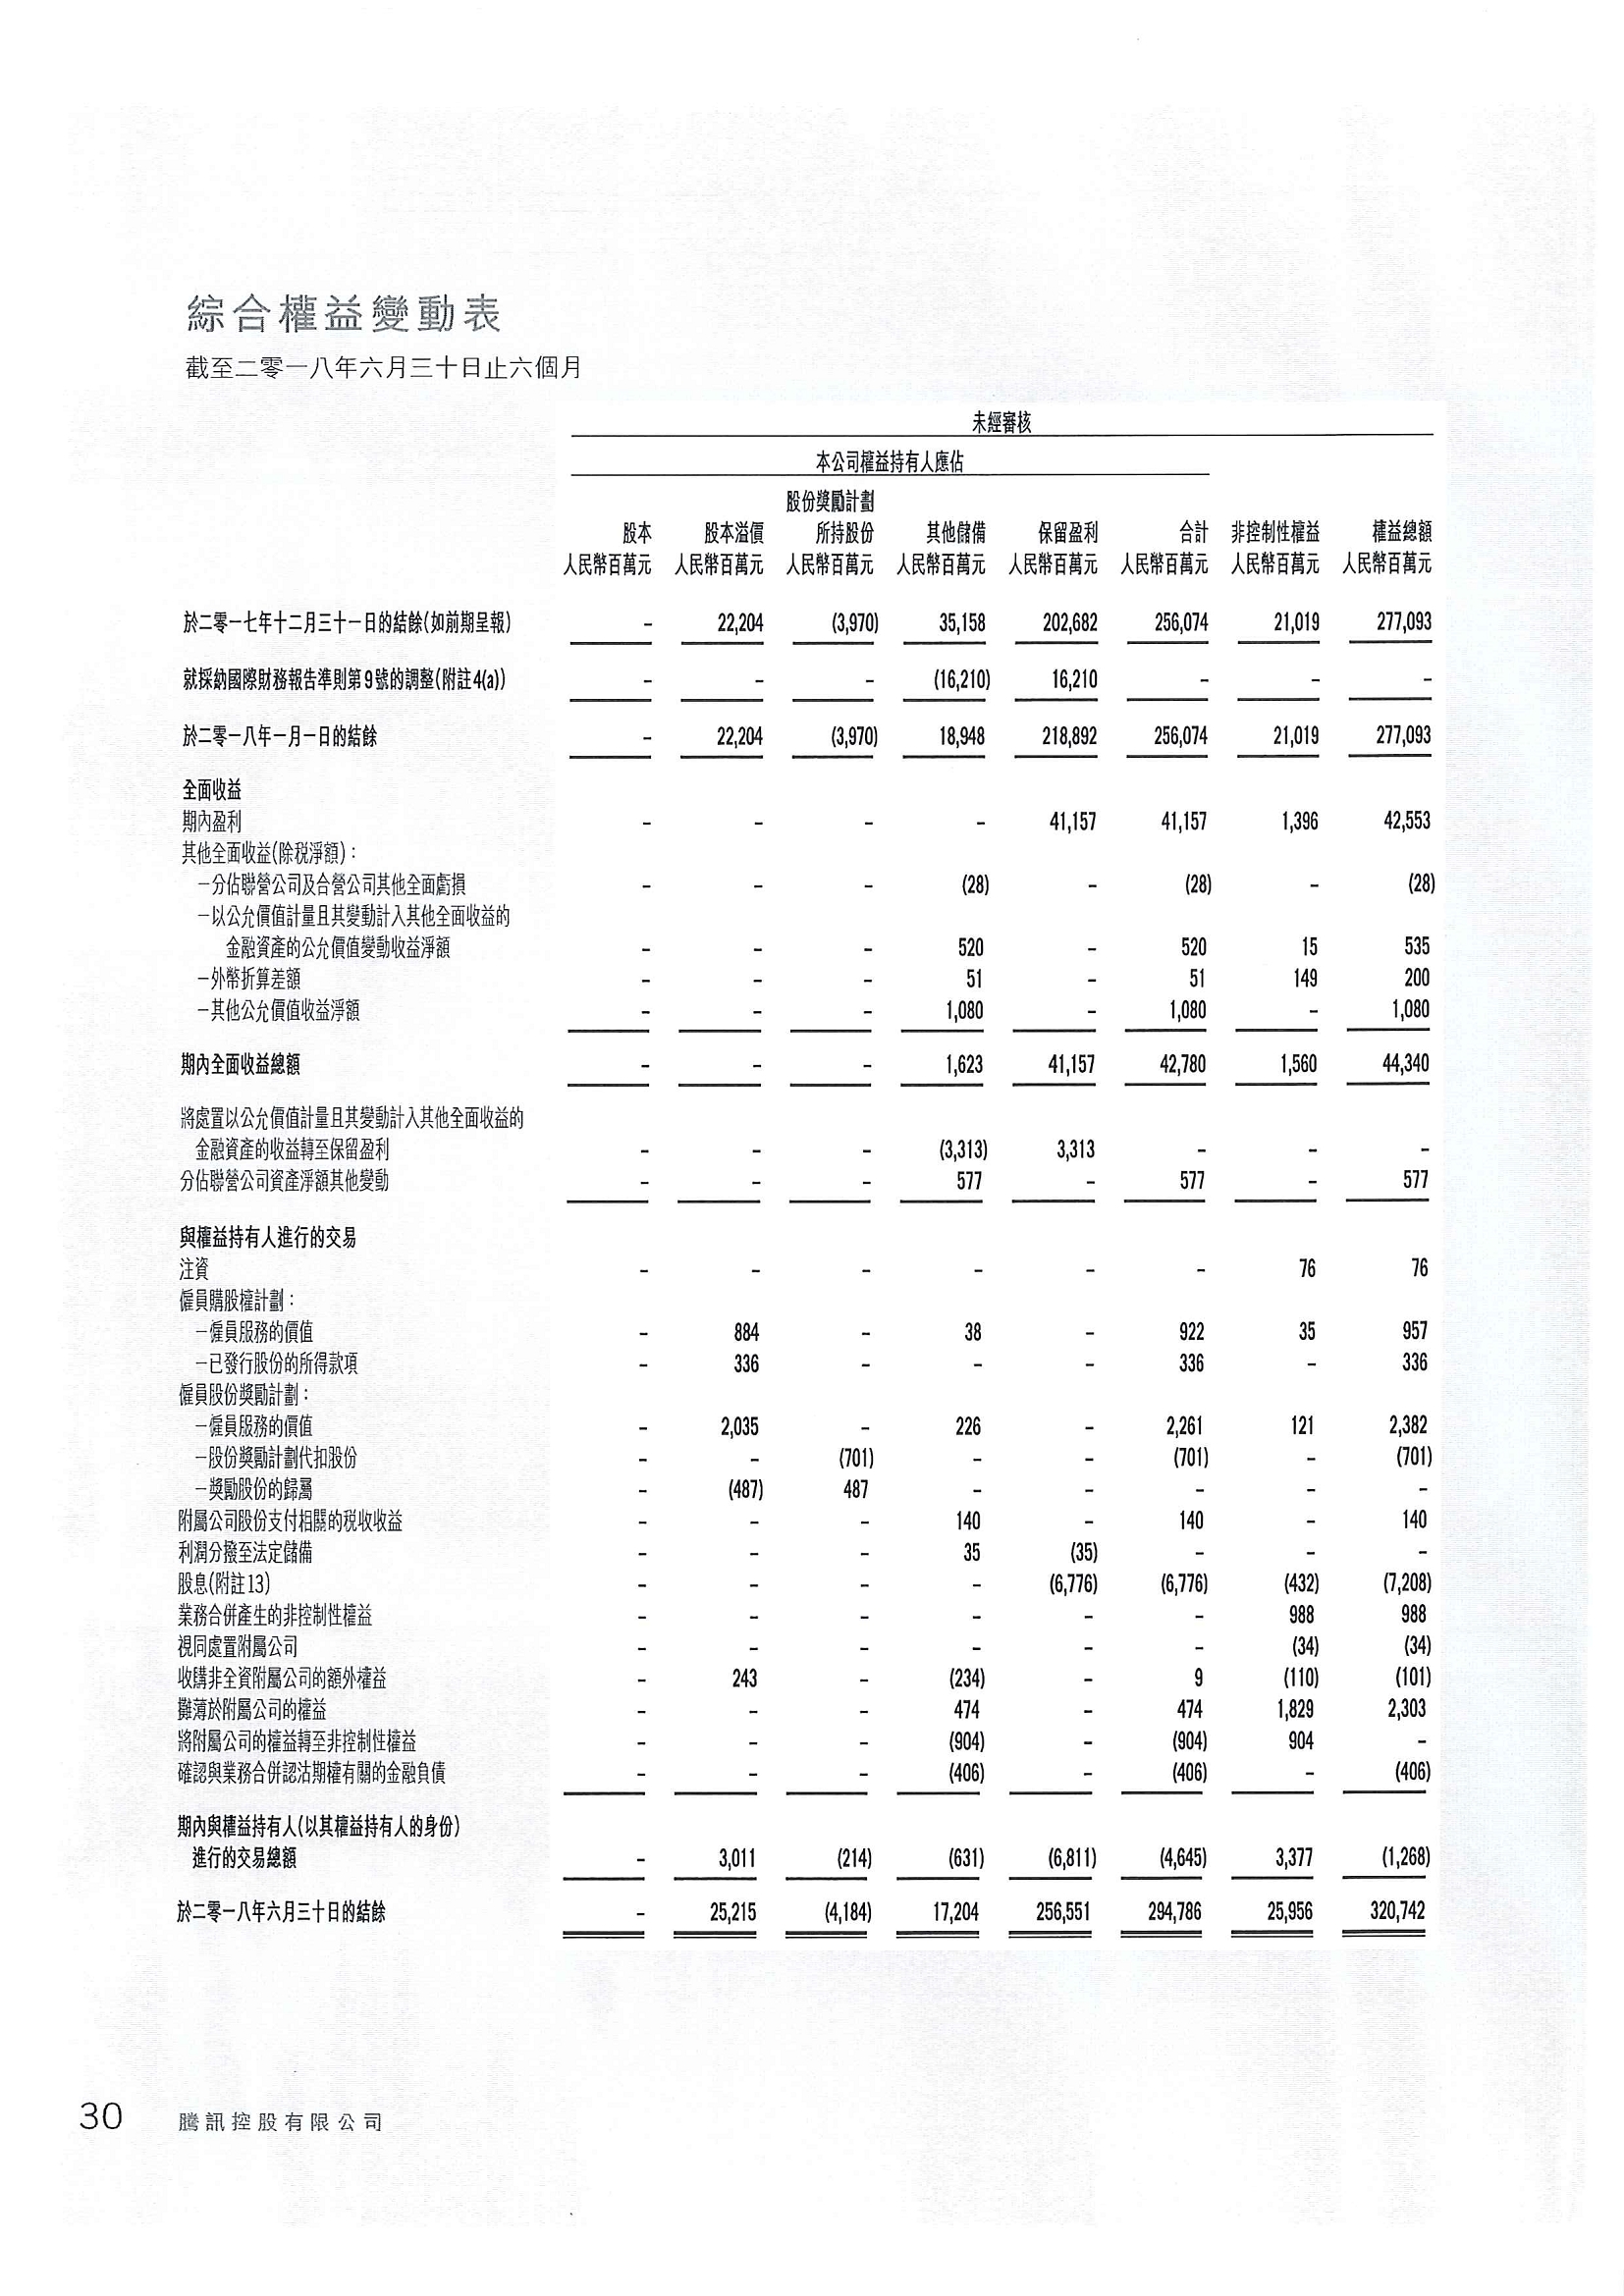 綜合權益變動表
截至二零一八年六月三十日止六個月
未經審核
本公司權益持有人應佔
股份獎勵計劃
股本 股本溢價 所持股份 其他儲備 保留盈利 合計 非控制性權益 權益總額
人民幣百萬元 人民幣百萬元 人民幣百萬元 人民幣百萬元 人民幣百萬元 人民幣百萬元 人民幣百萬元 人民幣百萬元
於二零一七年十二月三十一日的結餘(如前期呈報) – 22,204 (3,970) 35,158 202,682 256,074 21,019 277,093
就採納國際財務報告準則第9號的調整(附註4(a)) – – – (16,210) 16,210 – – –
於二零一八年一月一日的結餘 – 22,204 (3,970) 18,948 218,892 256,074 21,019 277,093
全面收益
期內盈利 – – – – 41,157 41,157 1,396 42,553
其他全面收益(除稅淨額)：
－分佔聯營公司及合營公司其他全面虧損 – – – (28) – (28) – (28)
－以公允價值計量且其變動計入其他全面收益的
金融資產的公允價值變動收益淨額 – – – 520 – 520 15 535
－外幣折算差額 – – – 51 – 51 149 200
－其他公允價值收益淨額 – – – 1,080 – 1,080 – 1,080
期內全面收益總額 – – – 1,623 41,157 42,780 1,560 44,340
將處置以公允價值計量且其變動計入其他全面收益的
金融資產的收益轉至保留盈利 – – – (3,313) 3,313 – – –
分佔聯營公司資產淨額其他變動 – – – 577 – 577 – 577
與權益持有人進行的交易
注資 – – – – – – 76 76
僱員購股權計劃：
－僱員服務的價值 – 884 – 38 – 922 35 957
－已發行股份的所得款項 – 336 – – – 336 – 336
僱員股份獎勵計劃：
－僱員服務的價值 – 2,035 – 226 – 2,261 121 2,382
－股份獎勵計劃代扣股份 – – (701) – – (701) – (701)
－獎勵股份的歸屬 – (487) 487 – – – – –
附屬公司股份支付相關的稅收收益 – – – 140 – 140 – 140
利潤分撥至法定儲備 – – – 35 (35) – – –
股息(附註13) – – – – (6,776) (6,776) (432) (7,208)
業務合併產生的非控制性權益 – – – – – – 988 988
視同處置附屬公司 – – – – – – (34) (34)
收購非全資附屬公司的額外權益 – 243 – (234) – 9 (110) (101)
攤薄於附屬公司的權益 – – – 474 – 474 1,829 2,303
將附屬公司的權益轉至非控制性權益 – – – (904) – (904) 904 –
確認與業務合併認沽期權有關的金融負債 – – – (406) – (406) – (406)
期內與權益持有人(以其權益持有人的身份)
進行的交易總額 – 3,011 (214) (631) (6,811) (4,645) 3,377 (1,268)
於二零一八年六月三十日的結餘 – 25,215 (4,184) 17,204 256,551 294,786 25,956 320,742
30 騰訊控股有限公司